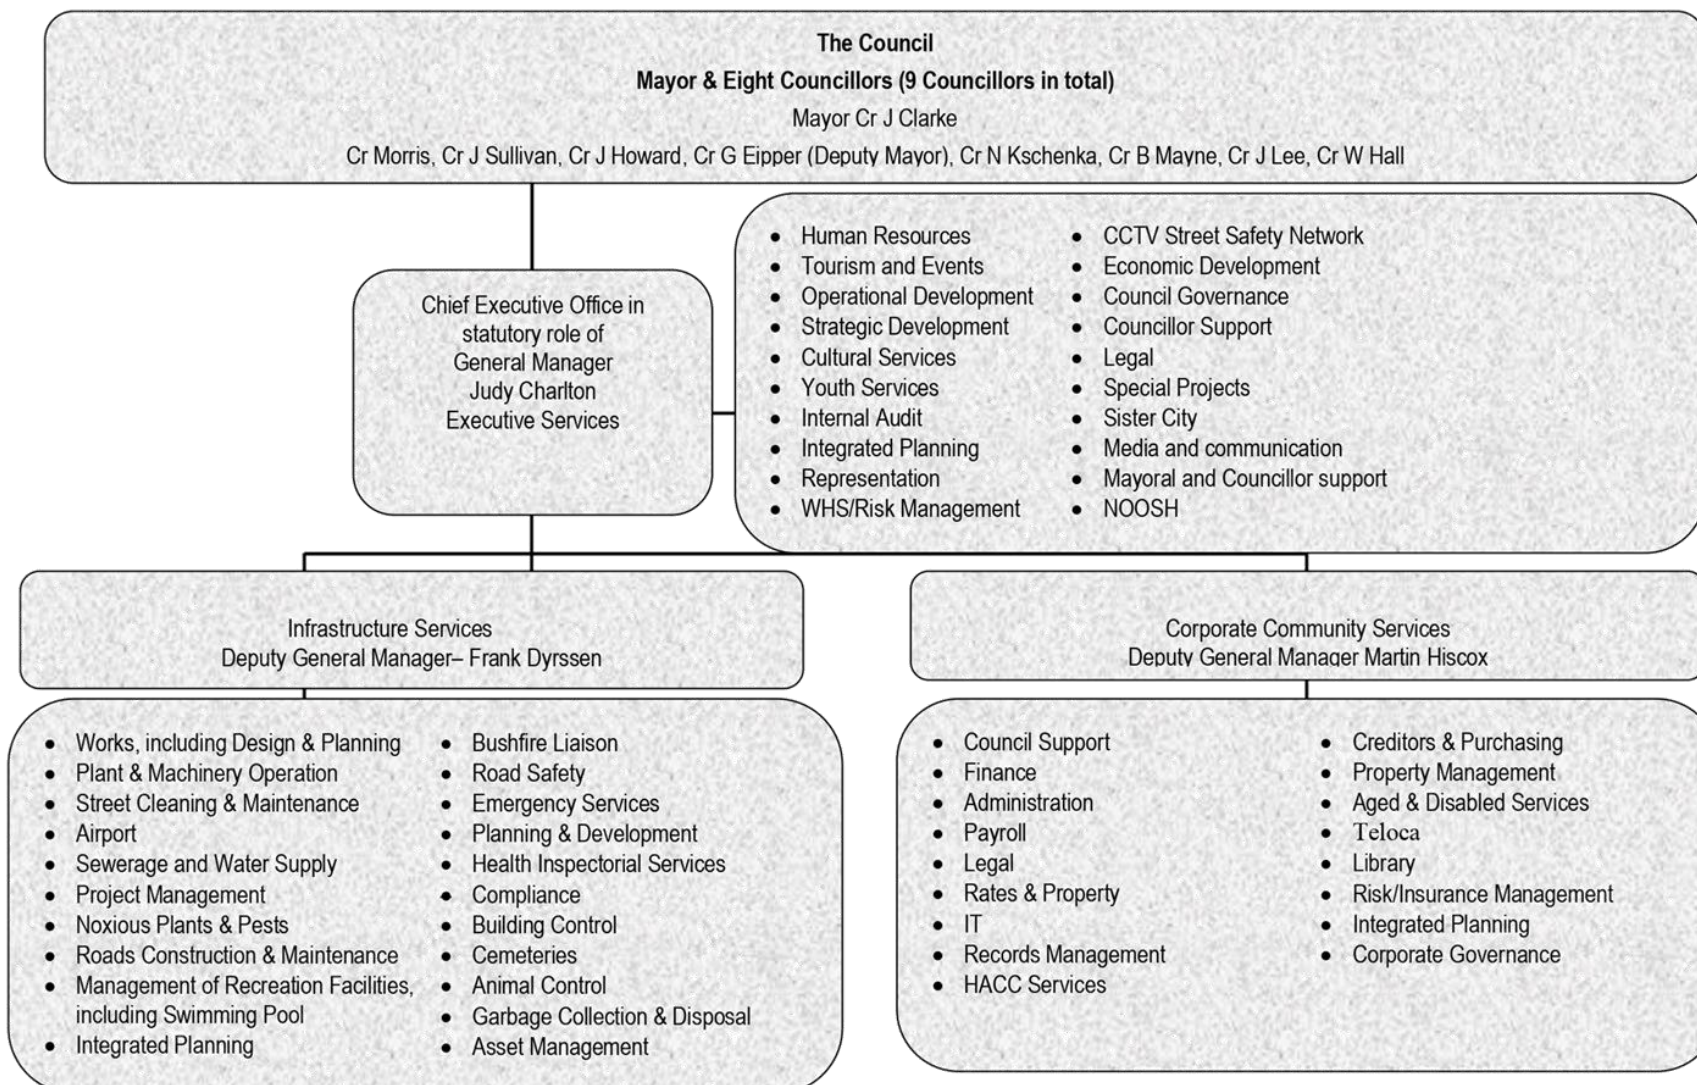 The Council
Mayor & Eight Councillors (9 Councillors in total)
Mayor Cr J Clarke
Cr Morris, Cr J Sullivan, Cr J Howard, Cr G Eipper (Deputy Mayor), Cr N Kschenka, Cr B Mayne, Cr J Lee, Cr W Hall
Chief Executive Office in
statutory role of
General Manager
Judy Charlton
Executive Services
• Human Resources
• Tourism and Events
• Operational Development
• Strategic Development
• Cultural Services
• Youth Services
• Internal Audit
• Integrated Planning
• Representation
• WHS/Risk Management
• CCTV Street Safety Network
• Economic Development
• Council Governance
• Councillor Support
• Legal
• Special Projects
• Sister City
• Media and communication
• Mayoral and Councillor support
• NOOSH
Infrastructure Services
Deputy General Manager– Frank Dyrssen
• Works, including Design & Planning
• Plant & Machinery Operation
• Street Cleaning & Maintenance
• Airport
• Sewerage and Water Supply
• Project Management
• Noxious Plants & Pests
• Roads Construction & Maintenance
• Management of Recreation Facilities,
including Swimming Pool
• Integrated Planning
• Bushfire Liaison
• Road Safety
• Emergency Services
• Planning & Development
• Health Inspectorial Services
• Compliance
• Building Control
• Cemeteries
• Animal Control
• Garbage Collection & Disposal
• Asset Management
Corporate Community Services
Deputy General Manager Martin Hiscox
• Council Support
• Finance
• Administration
• Payroll
• Legal
• Rates & Property
• IT
• Records Management
• HACC Services
• Creditors & Purchasing
• Property Management
• Aged & Disabled Services
• Teloca
• Library
• Risk/Insurance Management
• Integrated Planning
• Corporate Governance